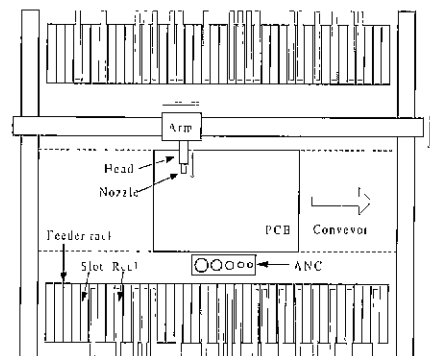 Arm
Head
Nozzle
PCB Conveyor
Feeder rack
Slot Reel
ANC